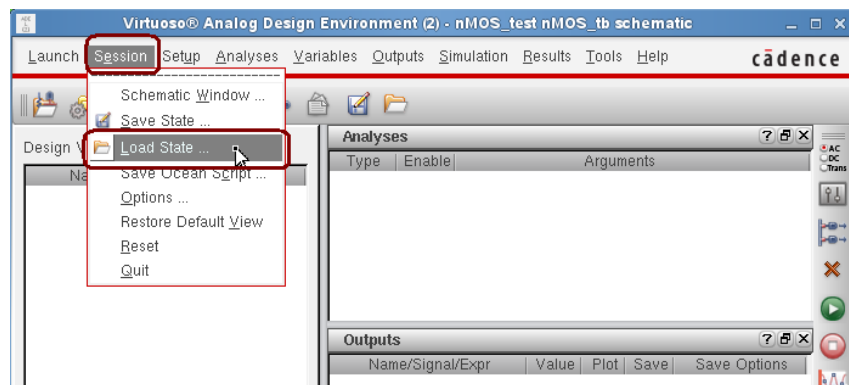 Virtuoso® Analog Design Environment (2) - nMOS_test nMOS_tb schematic
Launch Session Setup Analyses Variables Outputs Simulation Results Tools Help cādence
Schematic Window ...
Save State ...
Design V
Load State ...
Na
Save Ocean Script ...
Options ...
Restore Default View
Reset
Quit
Analyses
Type Enable Arguments
AC
DC
Trans
Outputs
Name/Signal/Expr Value Plot Save Save Options